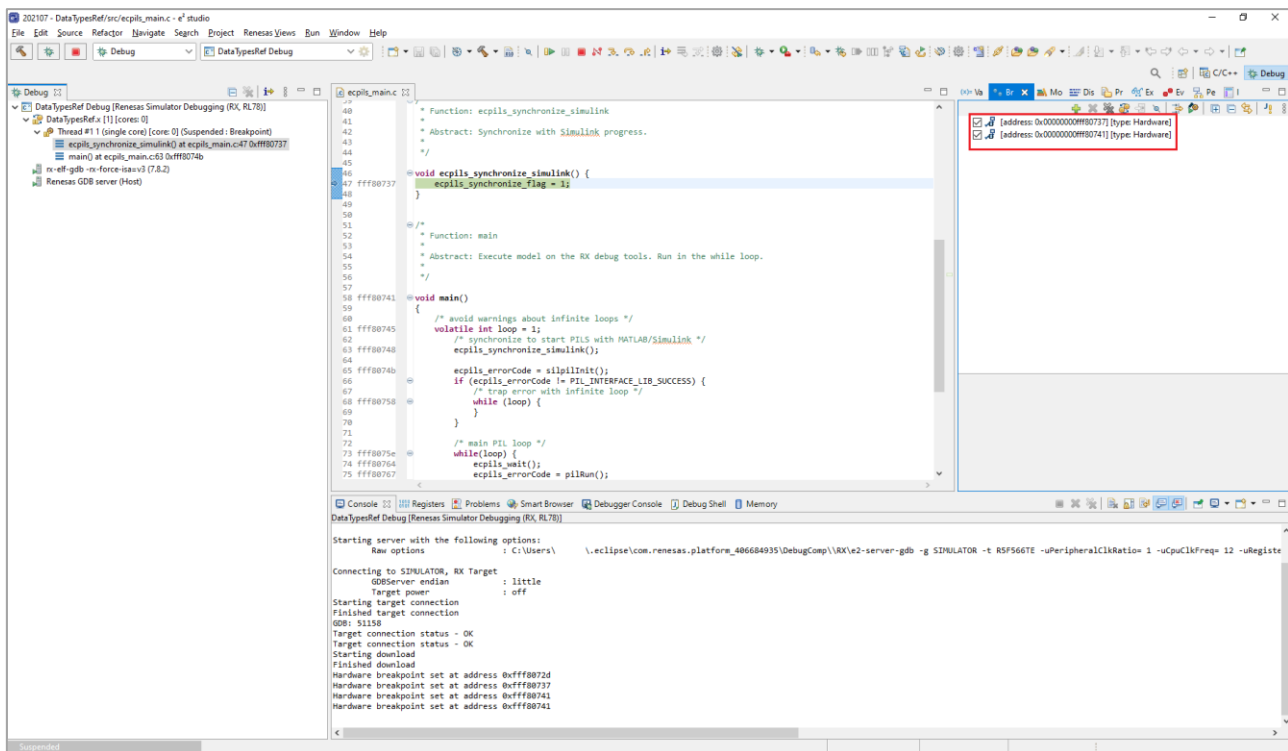 202107 - DataTypesRef/src/ecpils_main.c - e² studio
File Edit Source Refactor Navigate Search Project Renesas Views Run Window Help
Debug DataTypesRef Debug
C/C++ Debug
Debug
DataTypesRef Debug [Renesas Simulator Debugging (RX, RL78)]
DataTypesRef.x [1] [cores: 0]
Thread #1 1 (single core) [core: 0] (Suspended : Breakpoint)
ecpils_synchronize_simulink() at ecpils_main.c:47 0xfff80737
main() at ecpils_main.c:63 0xfff8074b
rx-elf-gdb -rx-force-isa=v3 (7.8.2)
Renesas GDB server (Host)
ecpils_main.c
39
40 * Function: ecpils_synchronize_simulink
41 *
42 * Abstract: Synchronize with Simulink progress.
43 *
44 */
45
46 void ecpils_synchronize_simulink() {
47 fff80737 ecpils_synchronize_flag = 1;
48 }
49
50
51 /*
52 * Function: main
53 *
54 * Abstract: Execute model on the RX debug tools. Run in the while loop.
55 *
56 */
57
58 fff80741 void main()
59 {
60 /* avoid warnings about infinite loops */
61 fff80745 volatile int loop = 1;
62 /* synchronize to start PILS with MATLAB/Simulink */
63 fff80748 ecpils_synchronize_simulink();
64
65 fff8074b ecpils_errorCode = silpilInit();
66 if (ecpils_errorCode != PIL_INTERFACE_LIB_SUCCESS) {
67 /* trap error with infinite loop */
68 fff80758 while (loop) {
69 }
70 }
71
72 /* main PIL loop */
73 fff8075e while(loop) {
74 fff80764 ecpils_wait();
75 fff80767 ecpils_errorCode = pilRun();
Va Br Mo Dis Pr Ex Ev Pe I
[address: 0x00000000fff80737] [type: Hardware]
[address: 0x00000000fff80741] [type: Hardware]
Console Registers Problems Smart Browser Debugger Console Debug Shell Memory
DataTypesRef Debug [Renesas Simulator Debugging (RX, RL78)]
Starting server with the following options:
Raw options : C:\Users\ \.eclipse\com.renesas.platform_406684935\DebugComp\\RX\e2-server-gdb -g SIMULATOR -t R5F566TE -uPeripheralClkRatio= 1 -uCpuClkFreq= 12 -uRegiste
Connecting to SIMULATOR, RX Target
GDBServer endian : little
Target power : off
Starting target connection
Finished target connection
GDB: 51158
Target connection status - OK
Target connection status - OK
Starting download
Finished download
Hardware breakpoint set at address 0xfff8072d
Hardware breakpoint set at address 0xfff80737
Hardware breakpoint set at address 0xfff80741
Hardware breakpoint set at address 0xfff80741
Suspended